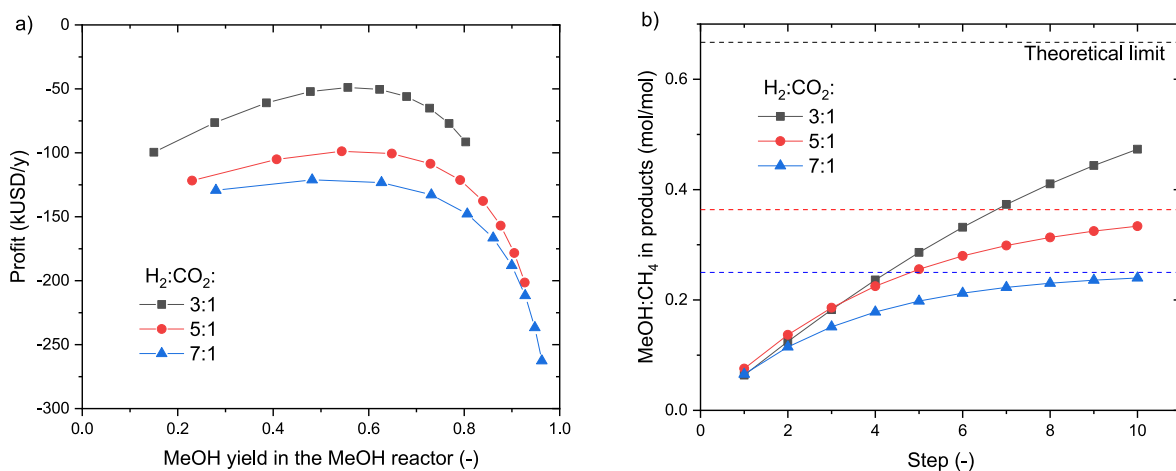 a)
0
-50
-100
-150
-200
-250
-300
Profit (kUSD/y)
H₂:CO₂:
3:1
5:1
7:1
0.0 0.2 0.4 0.6 0.8 1.0
MeOH yield in the MeOH reactor (-)
b)
Theoretical limit
H₂:CO₂:
3:1
5:1
7:1
0.6
0.4
0.2
0.0
MeOH:CH₄ in products (mol/mol)
0 2 4 6 8 10
Step (-)